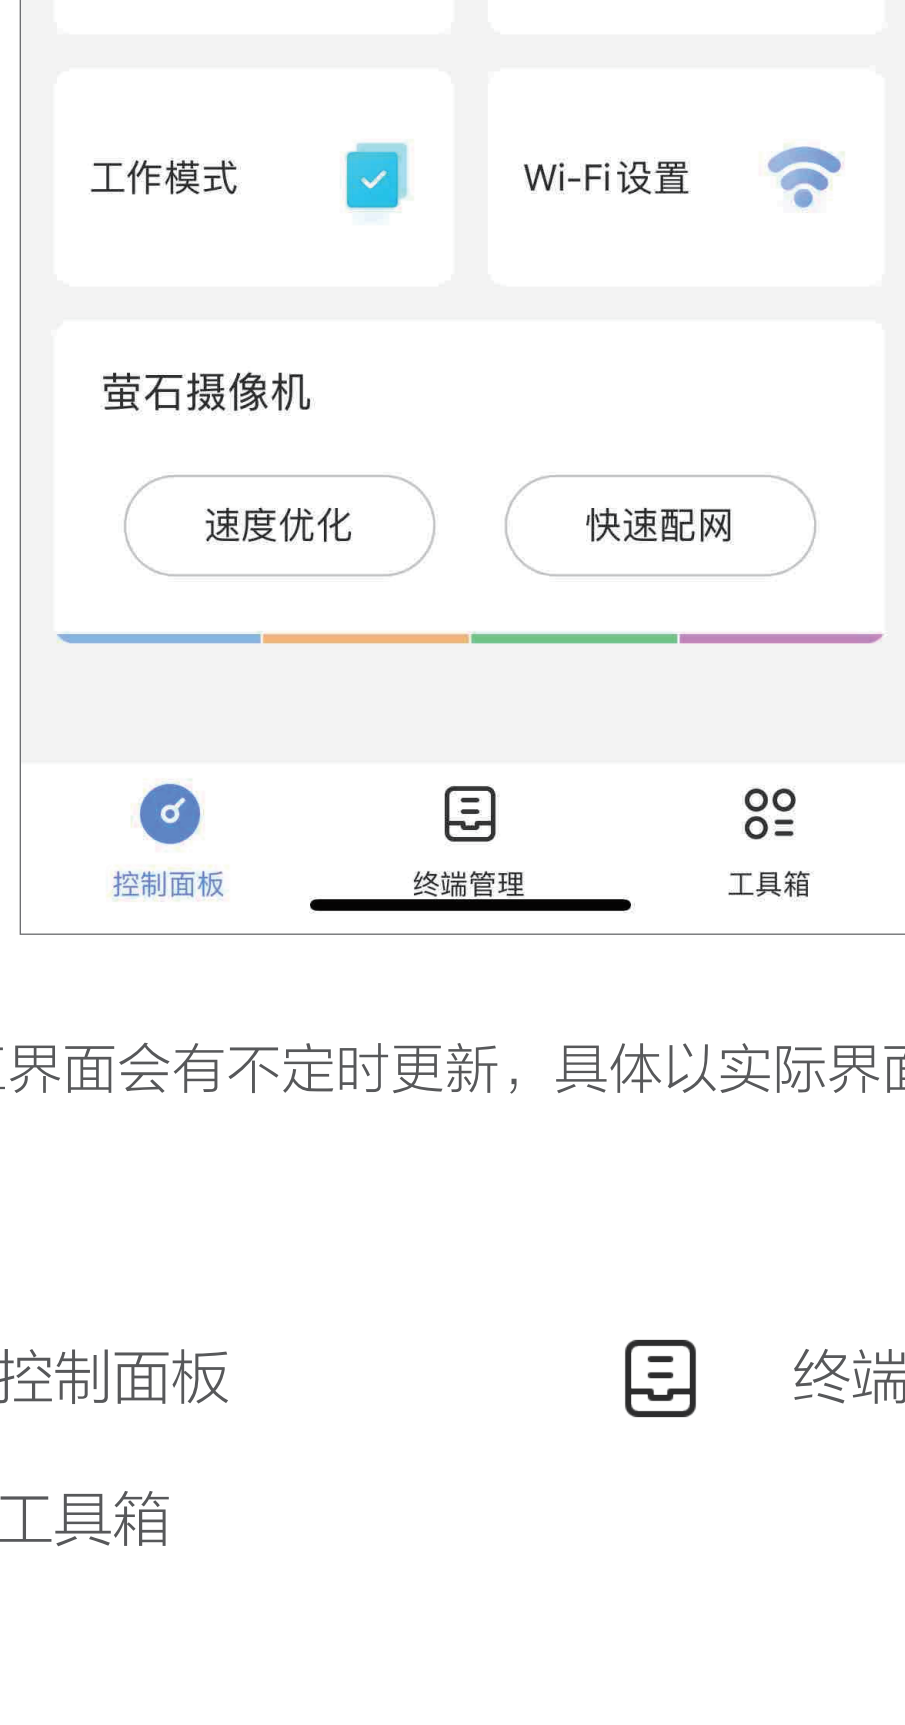 工作模式
Wi-Fi设置
萤石摄像机
速度优化
快速配网
控制面板
终端管理
工具箱
界面会有不定时更新，具体以实际界面
控制面板
终端
工具箱